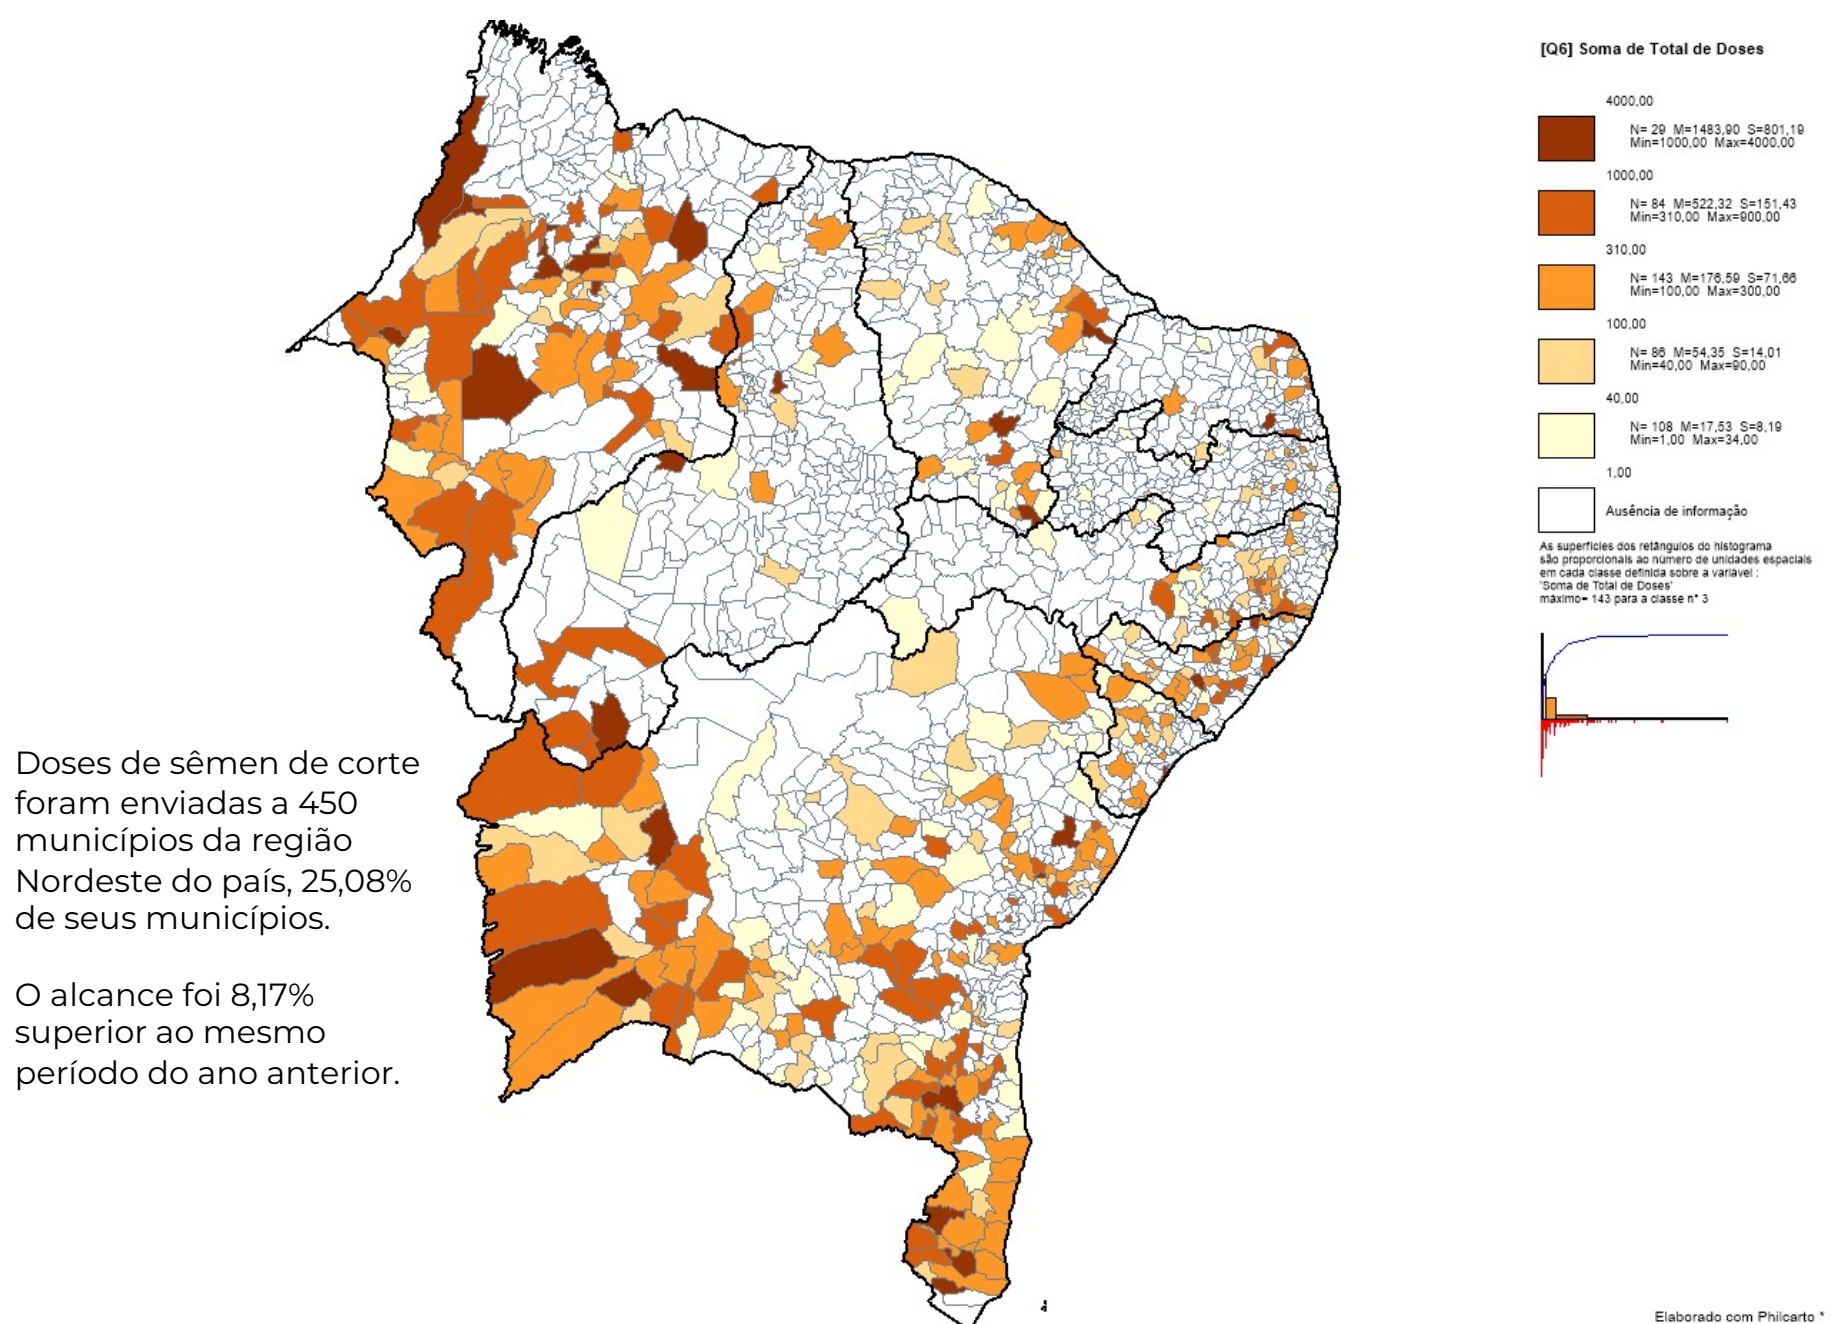 [Q6] Soma de Total de Doses
4000,00
N= 29 M=1483,90 S=801,19
Min=1000,00 Max=4000,00
1000,00
N= 84 M=522,32 S=151,43
Min=310,00 Max=900,00
310,00
N= 143 M=176,59 S=71,66
Min=100,00 Max=300,00
100,00
N= 86 M=54,35 S=14,01
Min=40,00 Max=90,00
40,00
N= 108 M=17,53 S=8,19
Min=1,00 Max=34,00
1,00
Ausência de informação
As superfícies dos retângulos do histograma
são proporcionais ao número de unidades espaciais
em cada classe definida sobre a variável :
'Soma de Total de Doses'
máximo= 143 para a classe n° 3
Doses de sêmen de corte
foram enviadas a 450
municípios da região
Nordeste do país, 25,08%
de seus municípios.
O alcance foi 8,17%
superior ao mesmo
período do ano anterior.
Elaborado com Philcarto *